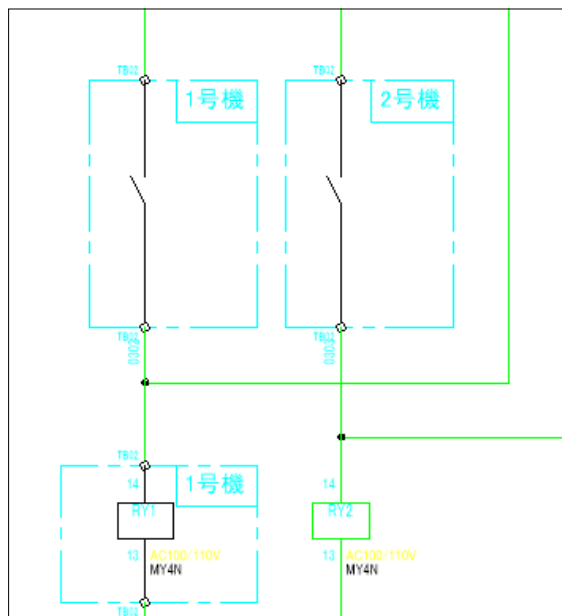 TB02
TB02
1号機
2号機
TB02
TB02
0302
0303
TB02
1号機
14
14
RY1
RY2
13
AC100/110V
13
AC100/110V
MY4N
MY4N
TB02